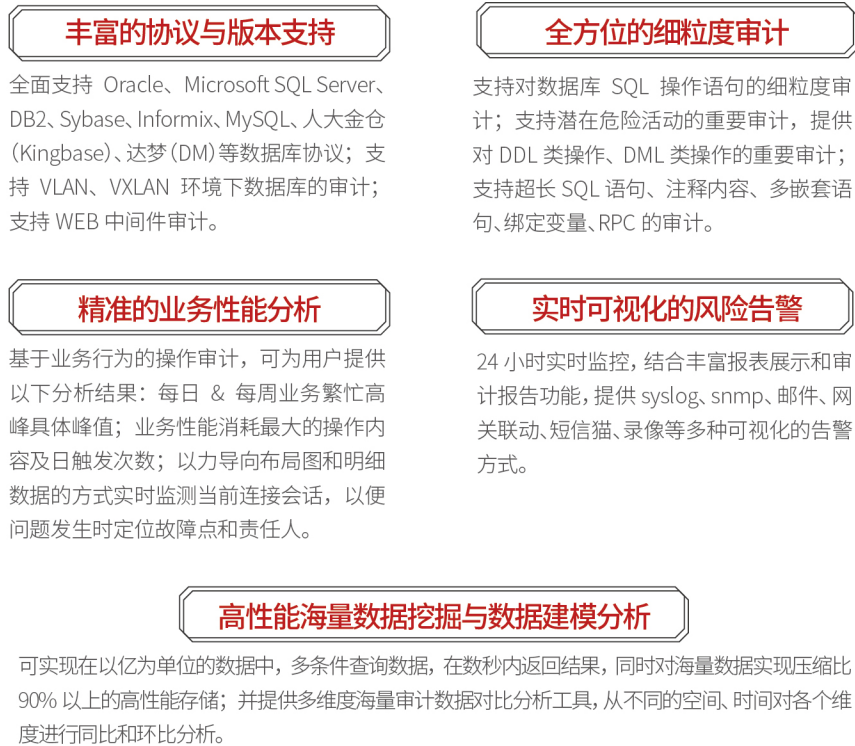 丰富的协议与版本支持
全面支持 Oracle、Microsoft SQL Server、
DB2、Sybase、Informix、MySQL、人大金仓
（Kingbase）、达梦（DM）等数据库协议；支
持 VLAN、VXLAN 环境下数据库的审计；
支持 WEB 中间件审计。
全方位的细粒度审计
支持对数据库 SQL 操作语句的细粒度审
计；支持潜在危险活动的重要审计，提供
对 DDL 类操作、DML 类操作的重要审计；
支持超长 SQL 语句、注释内容、多嵌套语
句、绑定变量、RPC 的审计。
精准的业务性能分析
基于业务行为的操作审计，可为用户提供
以下分析结果：每日 & 每周业务繁忙高
峰具体峰值；业务性能消耗最大的操作内
容及日触发次数；以力导向布局图和明细
数据的方式实时监测当前连接会话，以便
问题发生时定位故障点和责任人。
实时可视化的风险告警
24 小时实时监控，结合丰富报表展示和审
计报告功能，提供 syslog、snmp、邮件、网
关联动、短信猫、录像等多种可视化的告警
方式。
高性能海量数据挖掘与数据建模分析
可实现在以亿为单位的数据中，多条件查询数据，在数秒内返回结果，同时对海量数据实现压缩比
90% 以上的高性能存储；并提供多维度海量审计数据对比分析工具，从不同的空间、时间对各个维
度进行同比和环比分析。